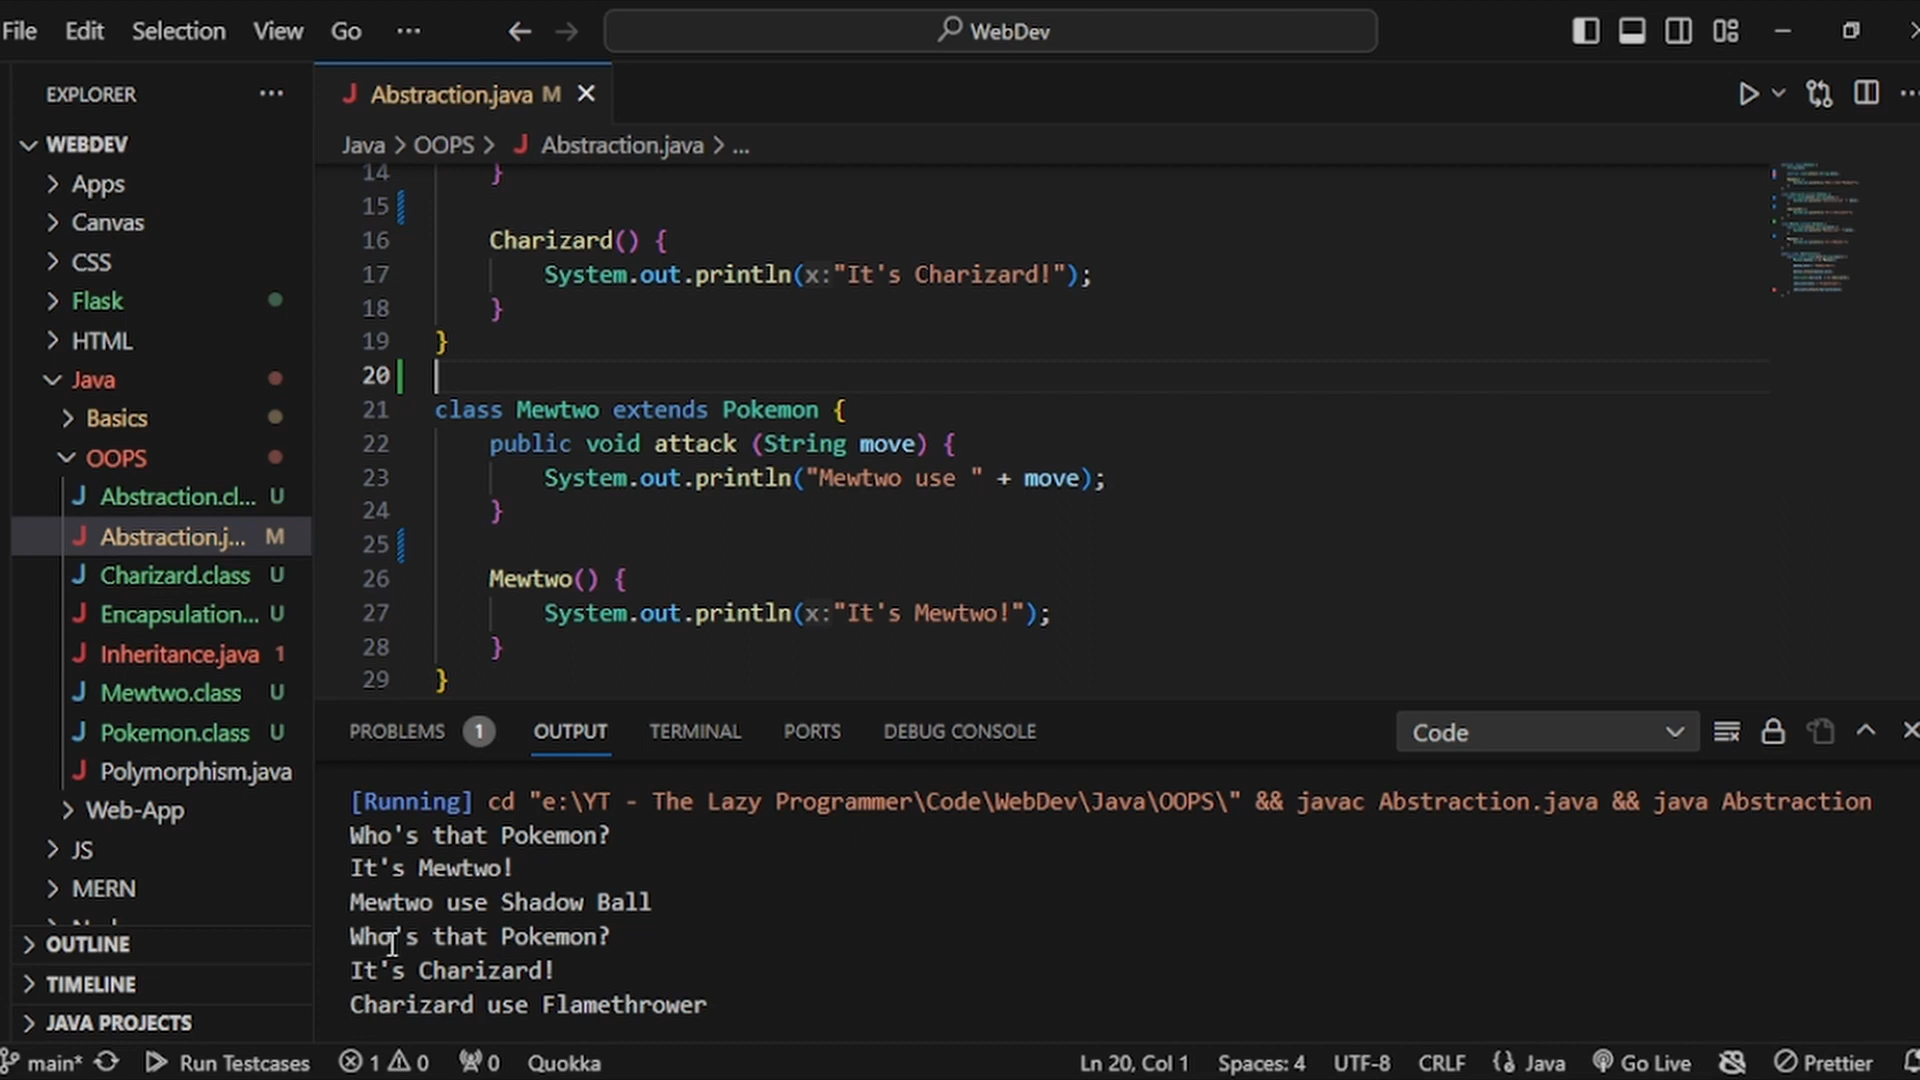 File Edit Selection View Go ... WebDev
EXPLORER ...
WEBDEV
Apps
Canvas
CSS
Flask
HTML
Java
Basics
OOPS
Abstraction.cl... U
Abstraction.j... M
Charizard.class U
Encapsulation... U
Inheritance.java 1
Mewtwo.class U
Pokemon.class U
Polymorphism.java
Web-App
JS
MERN
OUTLINE
TIMELINE
JAVA PROJECTS
J Abstraction.java M
Java > OOPS > J Abstraction.java > ...
14 }
15
16 Charizard() {
17 System.out.println(x:"It's Charizard!");
18 }
19 }
20
21 class Mewtwo extends Pokemon {
22 public void attack (String move) {
23 System.out.println("Mewtwo use " + move);
24 }
25
26 Mewtwo() {
27 System.out.println(x:"It's Mewtwo!");
28 }
29 }
PROBLEMS 1 OUTPUT TERMINAL PORTS DEBUG CONSOLE Code
[Running] cd "e:\YT - The Lazy Programmer\Code\WebDev\Java\OOPS\" && javac Abstraction.java && java Abstraction
Who's that Pokemon?
It's Mewtwo!
Mewtwo use Shadow Ball
Who's that Pokemon?
It's Charizard!
Charizard use Flamethrower
main* Run Testcases 1 0 0 Quokka Ln 20, Col 1 Spaces: 4 UTF-8 CRLF {} Java Go Live Prettier